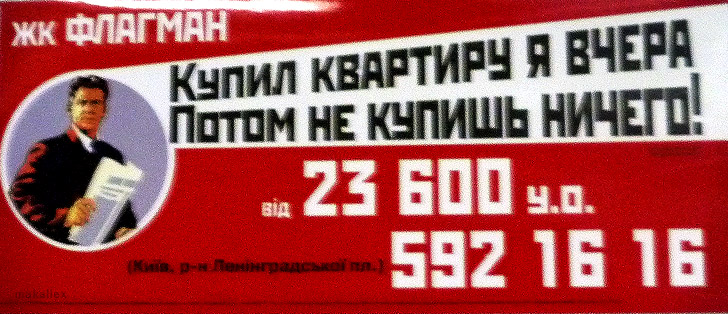 ЖК ФЛАГМАН
КУПИЛ КВАРТИРУ Я ВЧЕРА
ПОТОМ НЕ КУПИШЬ НИЧЕГО!
від 23 600 у.о.
592 16 16
(Київ, р-н Ленінградської пл.)